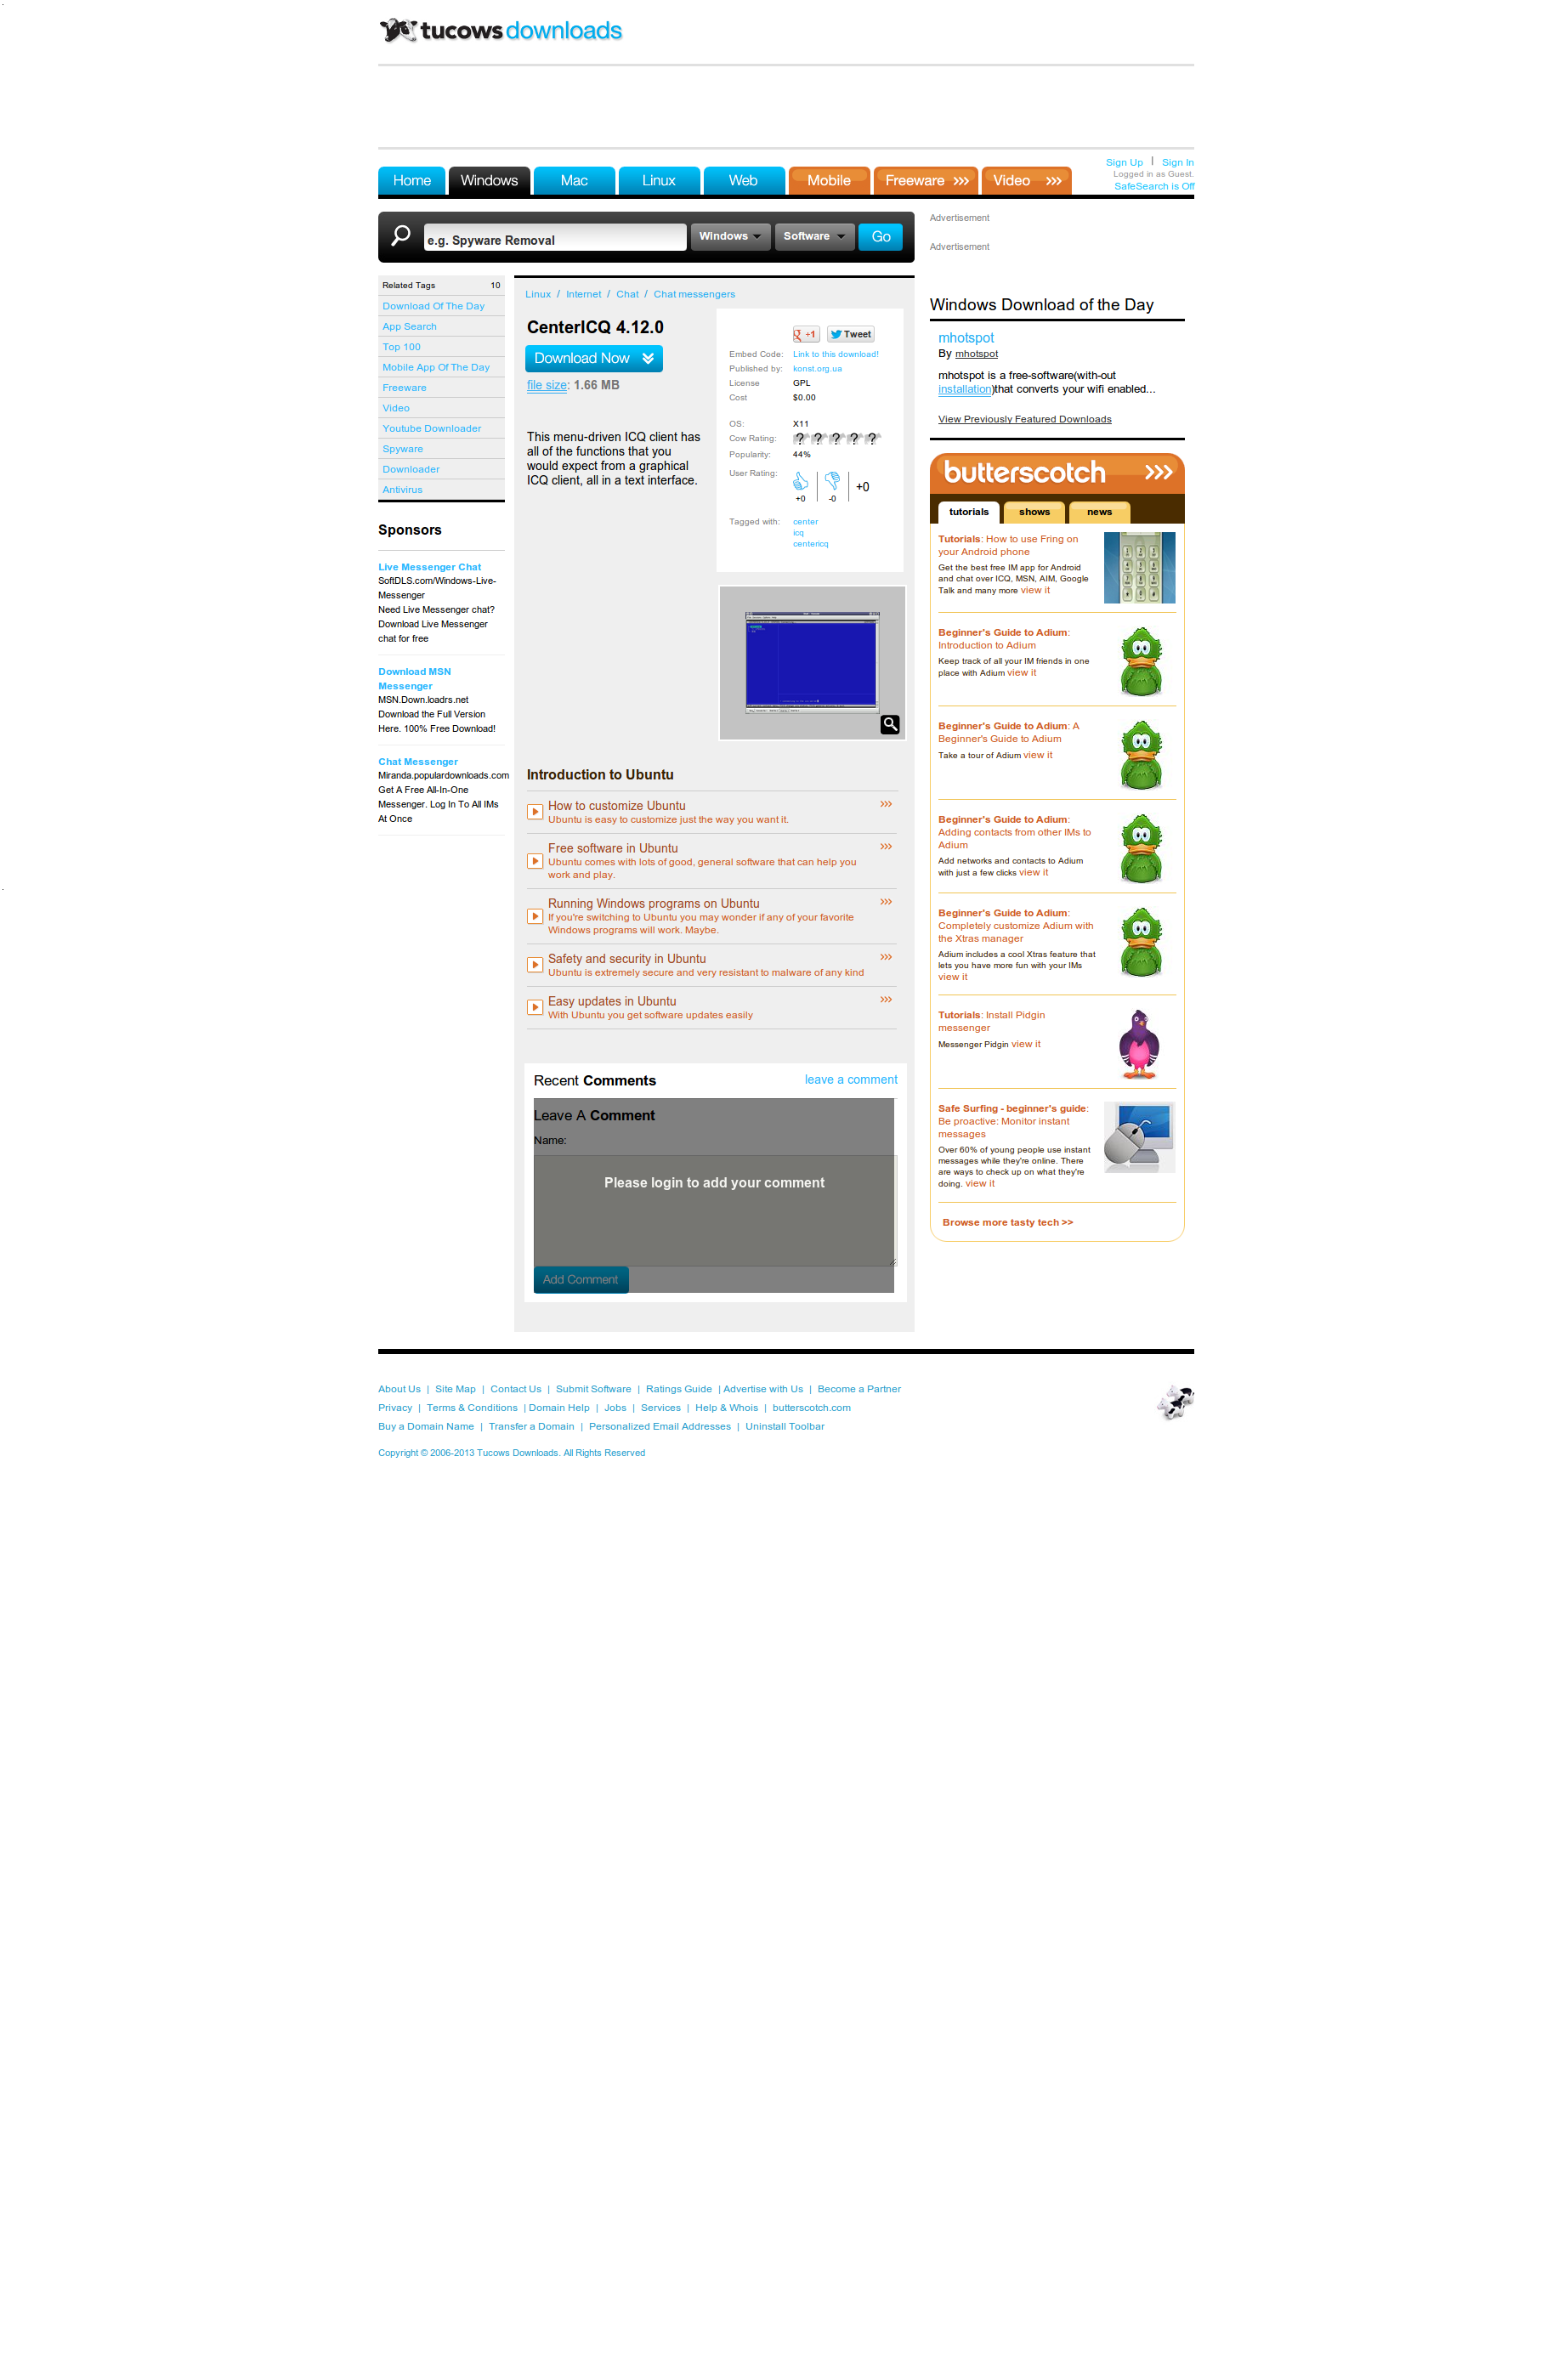 tucows downloads
Sign Up | Sign In
Logged in as Guest.
SafeSearch is Off
Home Windows Mac Linux Web Mobile Freeware Video
e.g. Spyware Removal Windows Software Go
Advertisement
Advertisement
Related Tags 10
Download Of The Day
App Search
Top 100
Mobile App Of The Day
Freeware
Video
Youtube Downloader
Spyware
Downloader
Antivirus
Sponsors
Live Messenger Chat
SoftDLS.com/Windows-Live-
Messenger
Need Live Messenger chat?
Download Live Messenger
chat for free
Download MSN
Messenger
MSN.Down.loadrs.net
Download the Full Version
Here. 100% Free Download!
Chat Messenger
Miranda.populardownloads.com
Get A Free All-In-One
Messenger. Log In To All IMs
At Once
Linux / Internet / Chat / Chat messengers
CenterICQ 4.12.0
Download Now
file size: 1.66 MB
This menu-driven ICQ client has
all of the functions that you
would expect from a graphical
ICQ client, all in a text interface.
+1 Tweet
Embed Code: Link to this download!
Published by: konst.org.ua
License GPL
Cost $0.00
OS: X11
Cow Rating: ? ? ? ? ?
Popularity: 44%
User Rating:
+0 -0 +0
Tagged with: center
icq
centericq
Introduction to Ubuntu
How to customize Ubuntu
Ubuntu is easy to customize just the way you want it.
Free software in Ubuntu
Ubuntu comes with lots of good, general software that can help you
work and play.
Running Windows programs on Ubuntu
If you're switching to Ubuntu you may wonder if any of your favorite
Windows programs will work. Maybe.
Safety and security in Ubuntu
Ubuntu is extremely secure and very resistant to malware of any kind
Easy updates in Ubuntu
With Ubuntu you get software updates easily
Recent Comments leave a comment
Leave A Comment
Name:
Please login to add your comment
Add Comment
Windows Download of the Day
mhotspot
By mhotspot
mhotspot is a free-software(with-out
installation)that converts your wifi enabled...
View Previously Featured Downloads
butterscotch
tutorials shows news
Tutorials: How to use Fring on
your Android phone
Get the best free IM app for Android
and chat over ICQ, MSN, AIM, Google
Talk and many more view it
Beginner's Guide to Adium:
Introduction to Adium
Keep track of all your IM friends in one
place with Adium view it
Beginner's Guide to Adium: A
Beginner's Guide to Adium
Take a tour of Adium view it
Beginner's Guide to Adium:
Adding contacts from other IMs to
Adium
Add networks and contacts to Adium
with just a few clicks view it
Beginner's Guide to Adium:
Completely customize Adium with
the Xtras manager
Adium includes a cool Xtras feature that
lets you have more fun with your IMs
view it
Tutorials: Install Pidgin
messenger
Messenger Pidgin view it
Safe Surfing - beginner's guide:
Be proactive: Monitor instant
messages
Over 60% of young people use instant
messages while they're online. There
are ways to check up on what they're
doing. view it
Browse more tasty tech >>
About Us | Site Map | Contact Us | Submit Software | Ratings Guide | Advertise with Us | Become a Partner
Privacy | Terms & Conditions | Domain Help | Jobs | Services | Help & Whois | butterscotch.com
Buy a Domain Name | Transfer a Domain | Personalized Email Addresses | Uninstall Toolbar
Copyright © 2006-2013 Tucows Downloads. All Rights Reserved